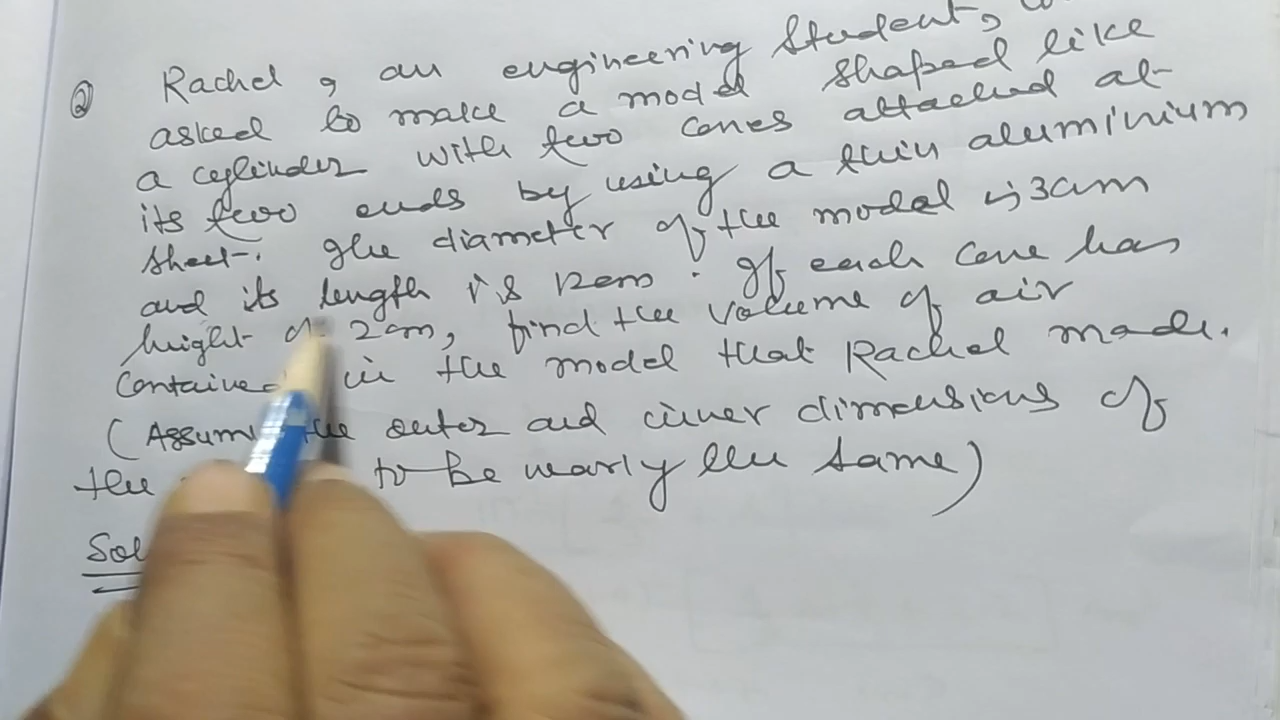 ② Rachel, an engineering student,
asked to make a model shaped like
a cylinder with two cones attached at
its two ends by using a thin aluminium
sheet. The diameter of the model is 3cm
and its length is 12cm. If each cone has
height of 2cm, find the volume of air
contained in the model that Rachel made.
(Assume the outer and inner dimensions of
the to be nearly the same)
Sol